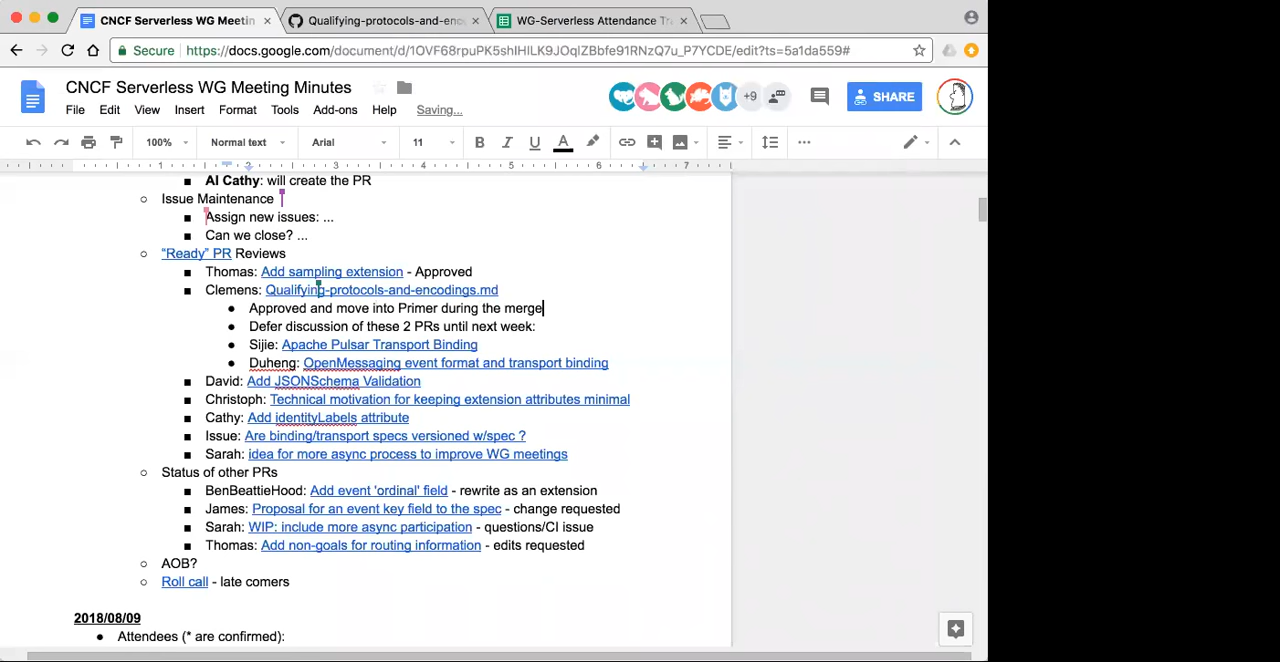 CNCF Serverless WG Meetin
Qualifying-protocols-and-enc
WG-Serverless Attendance Tra
Secure
https://docs.google.com/document/d/1OVF68rpuPK5shIHILK9JOqlZBbfe91RNzQ7u_P7YCDE/edit?ts=5a1da559#
CNCF Serverless WG Meeting Minutes
File Edit View Insert Format Tools Add-ons Help Saving...
+9
SHARE
100% Normal text Arial 11 B I U A
1 2 3 4 5 6 7
AI Cathy: will create the PR
Issue Maintenance
Assign new issues: ...
Can we close? ...
“Ready” PR Reviews
Thomas: Add sampling extension - Approved
Clemens: Qualifying-protocols-and-encodings.md
Approved and move into Primer during the merge
Defer discussion of these 2 PRs until next week:
Sijie: Apache Pulsar Transport Binding
Duheng: OpenMessaging event format and transport binding
David: Add JSONSchema Validation
Christoph: Technical motivation for keeping extension attributes minimal
Cathy: Add identityLabels attribute
Issue: Are binding/transport specs versioned w/spec ?
Sarah: idea for more async process to improve WG meetings
Status of other PRs
BenBeattieHood: Add event 'ordinal' field - rewrite as an extension
James: Proposal for an event key field to the spec - change requested
Sarah: WIP: include more async participation - questions/CI issue
Thomas: Add non-goals for routing information - edits requested
AOB?
Roll call - late comers
2018/08/09
Attendees (* are confirmed):